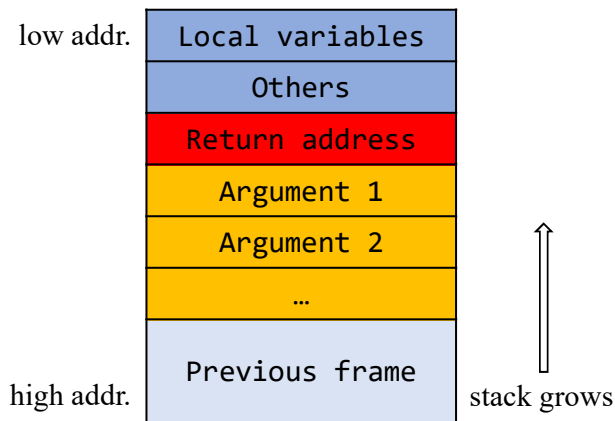 low addr.
Local variables
Others
Return address
Argument 1
Argument 2
…
Previous frame
high addr.
stack grows